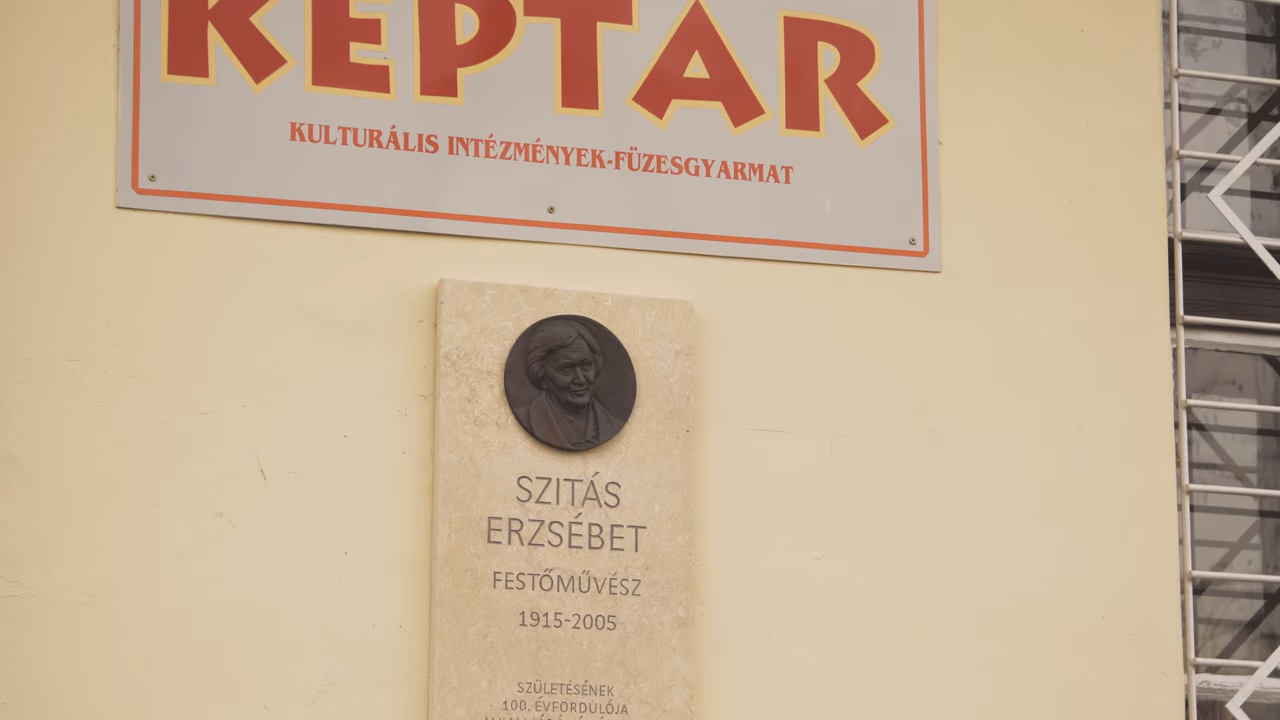 KÉPTÁR
KULTURÁLIS INTÉZMÉNYEK-FÜZESGYARMAT
SZITÁS
ERZSÉBET
FESTŐMŰVÉSZ
1915-2005
SZÜLETÉSÉNEK
100. ÉVFORDULÓJA